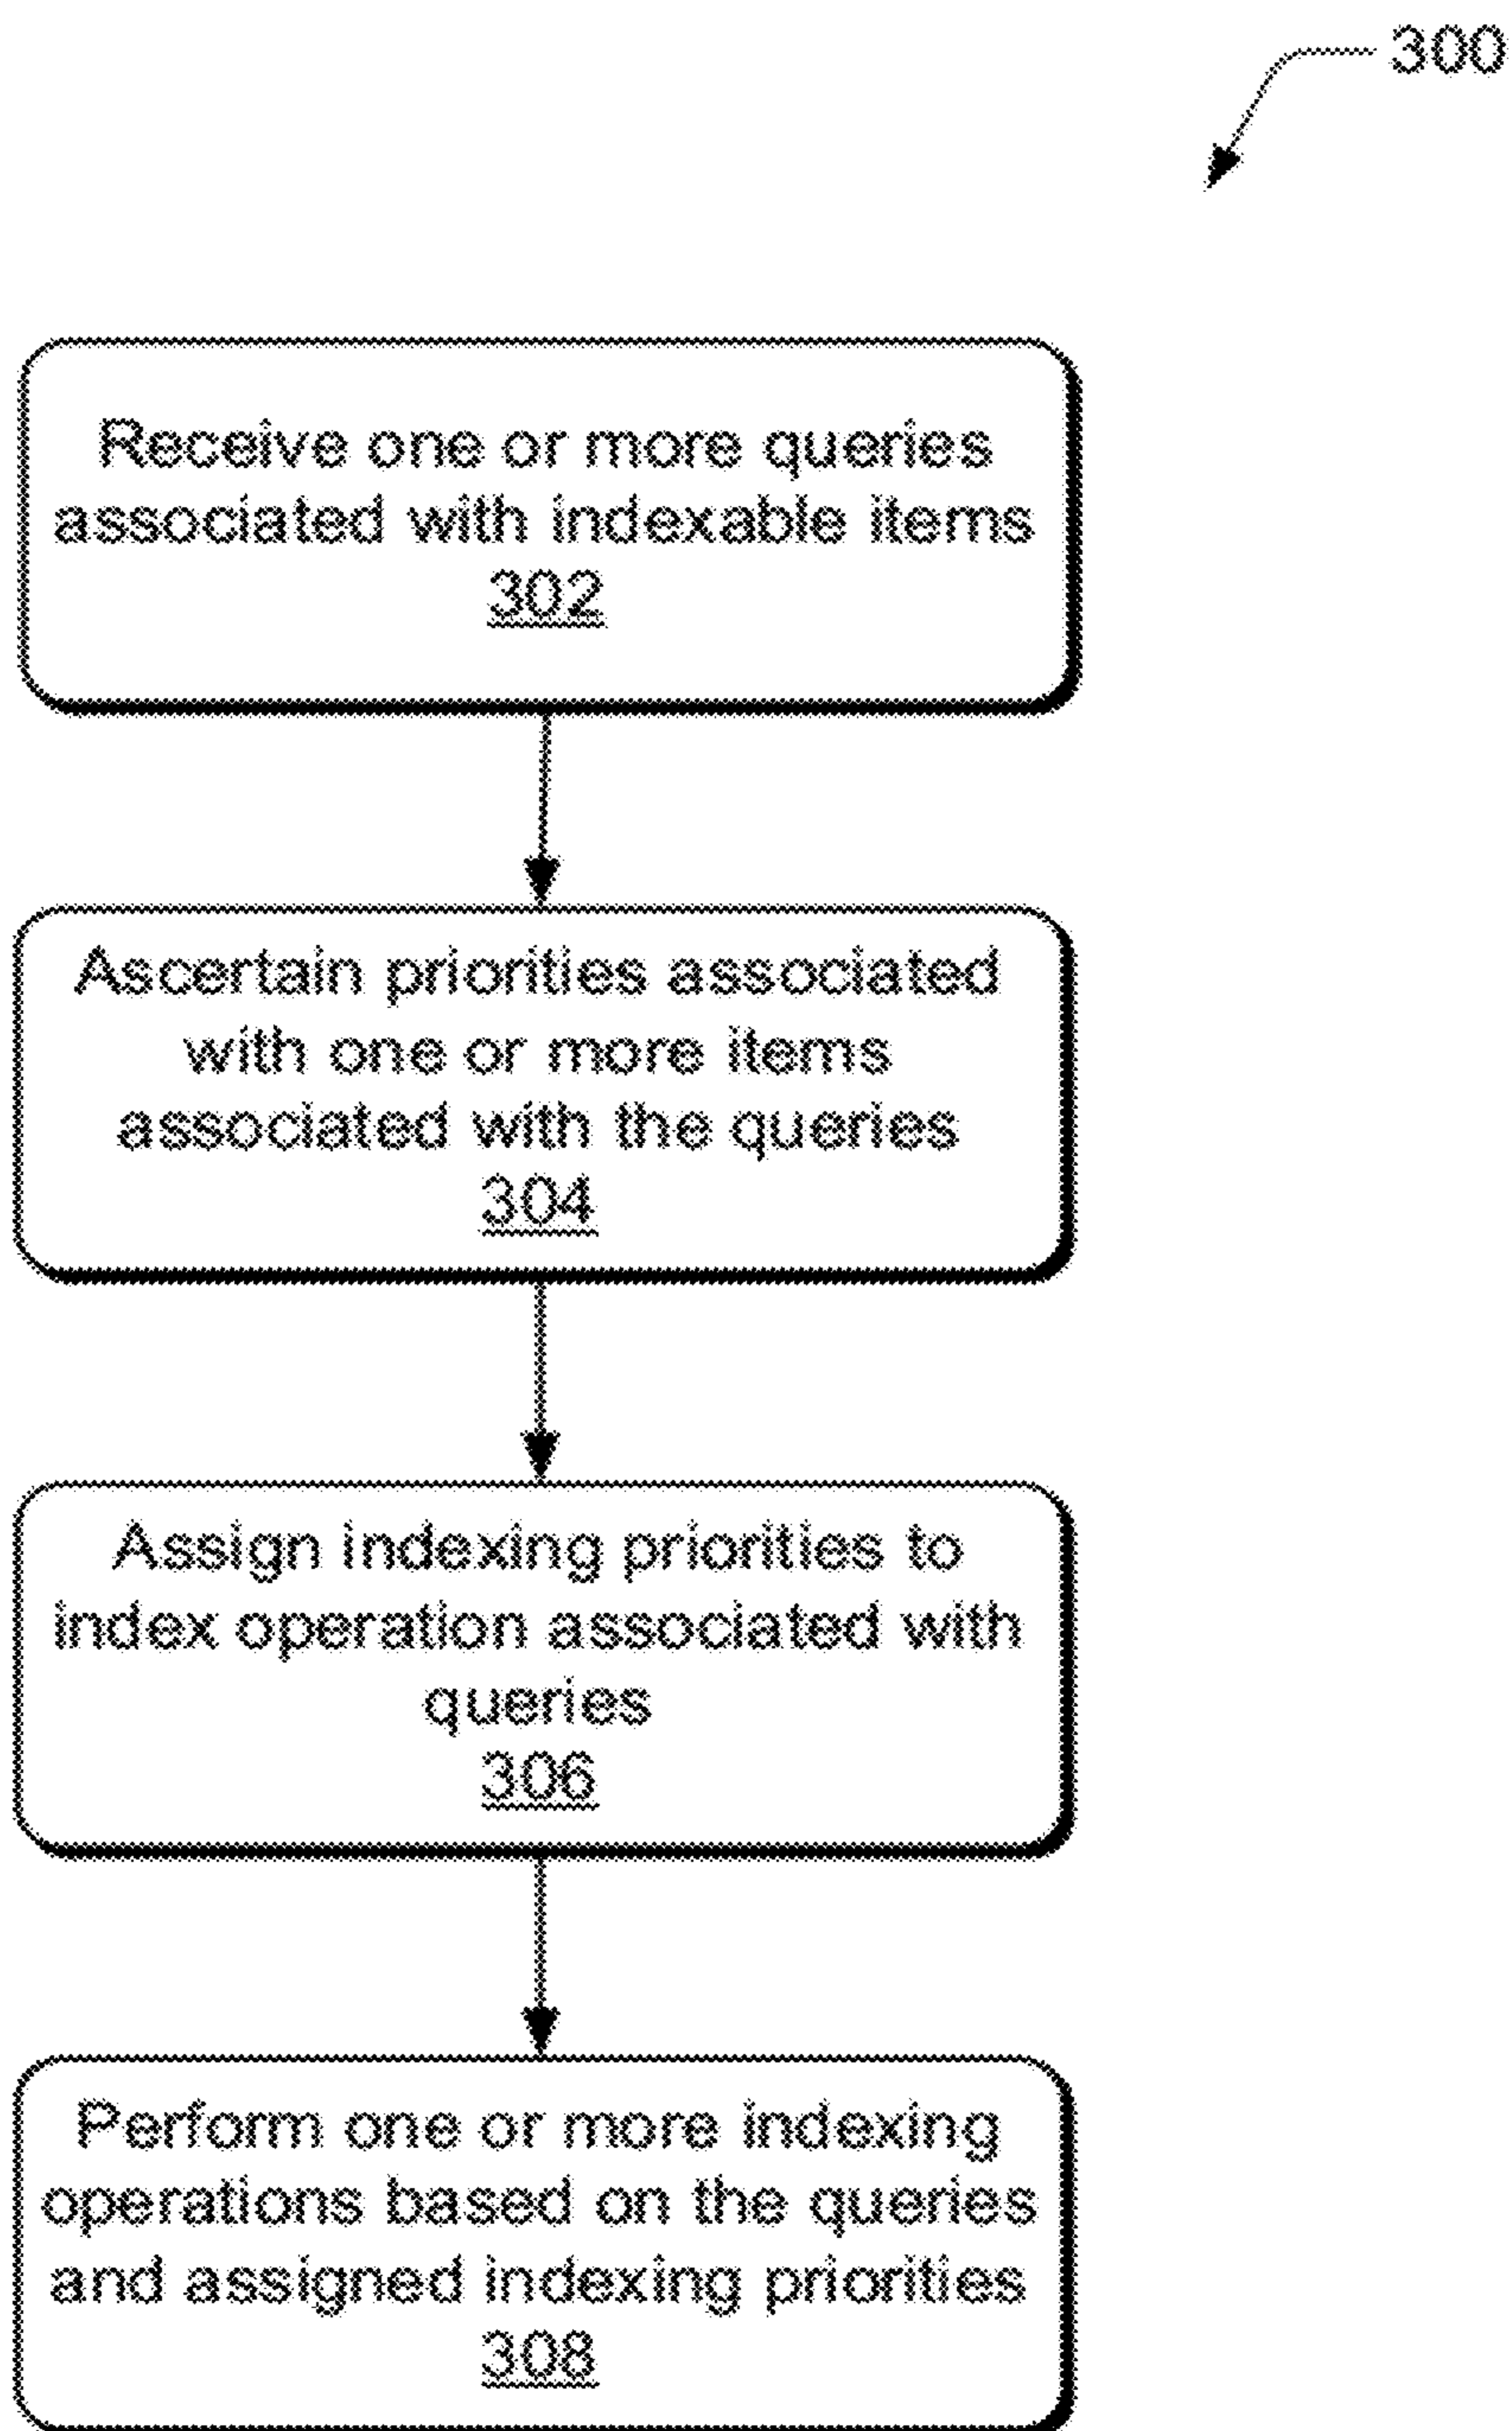 300
Receive one or more queries
associated with indexable items
302
Ascertain priorities associated
with one or more items
associated with the queries
304
Assign indexing priorities to
index operation associated with
queries
306
Perform one or more indexing
operations based on the queries
and assigned indexing priorities
308